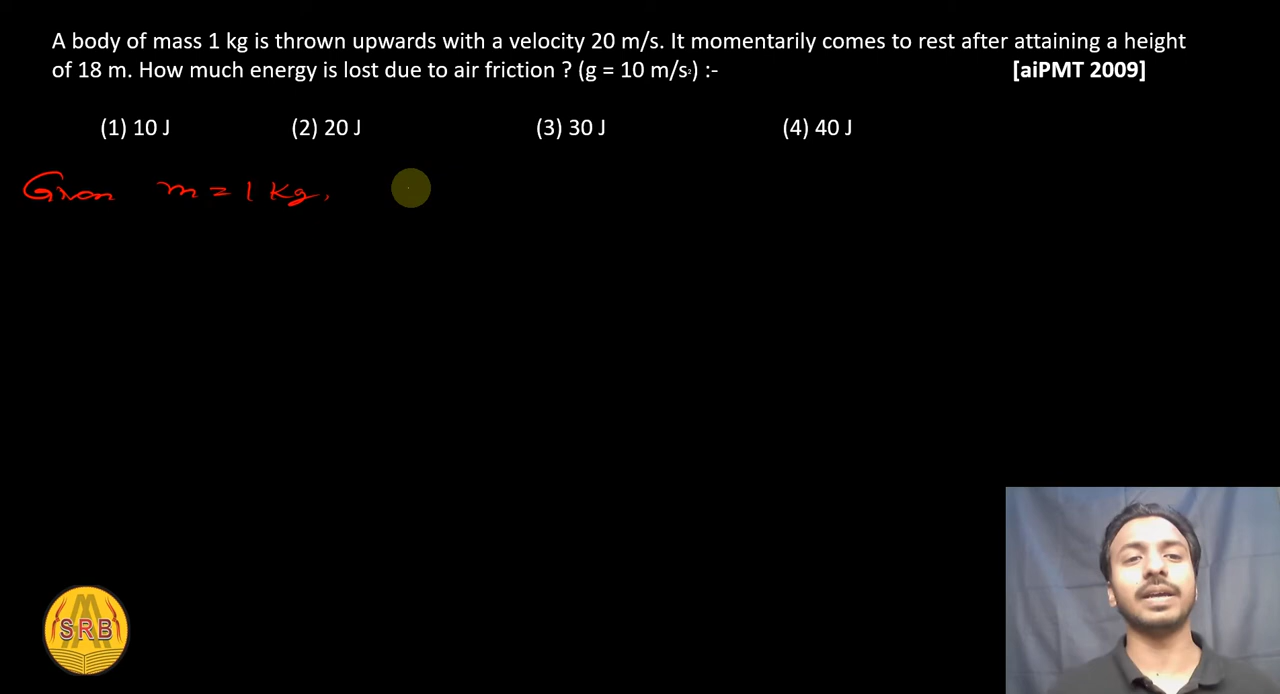 A body of mass 1 kg is thrown upwards with a velocity 20 m/s. It momentarily comes to rest after attaining a height
of 18 m. How much energy is lost due to air friction ? (g = 10 m/s²) :- [aiPMT 2009]
(1) 10 J (2) 20 J (3) 30 J (4) 40 J
Given m = 1 kg,
SRB